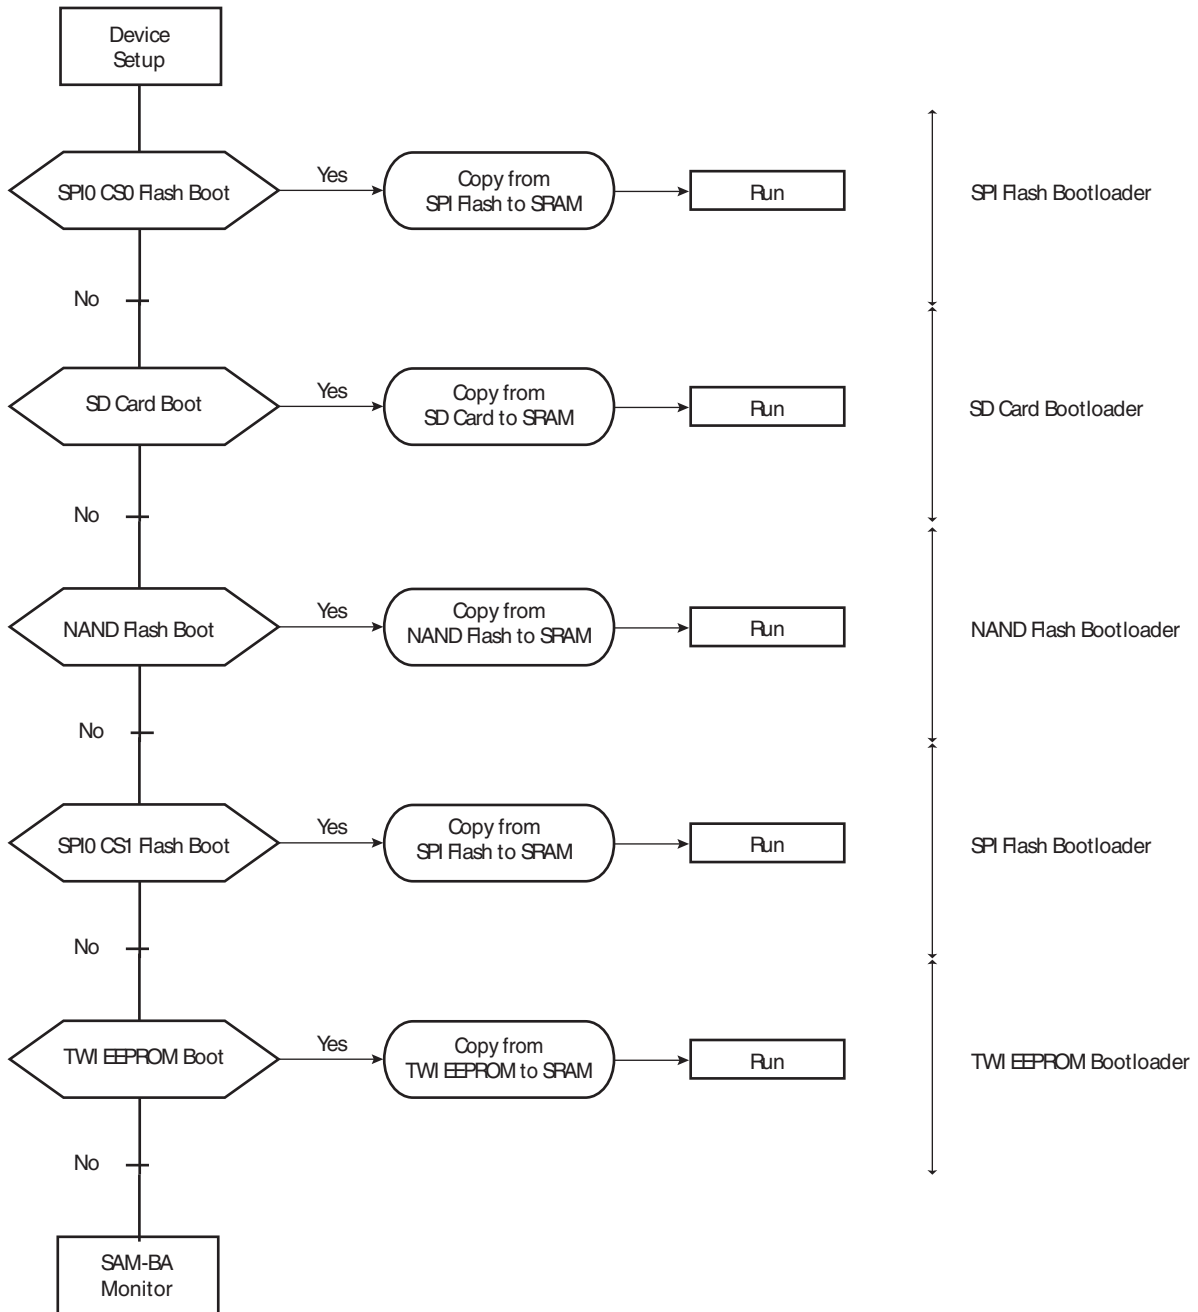 Device
Setup
SPI0 CS0 Flash Boot
Yes
Copy from
SPI Flash to SRAM
Run
SPI Flash Bootloader
No
SD Card Boot
Yes
Copy from
SD Card to SRAM
Run
SD Card Bootloader
No
NAND Flash Boot
Yes
Copy from
NAND Flash to SRAM
Run
NAND Flash Bootloader
No
SPI0 CS1 Flash Boot
Yes
Copy from
SPI Flash to SRAM
Run
SPI Flash Bootloader
No
TWI EEPROM Boot
Yes
Copy from
TWI EEPROM to SRAM
Run
TWI EEPROM Bootloader
No
SAM-BA
Monitor